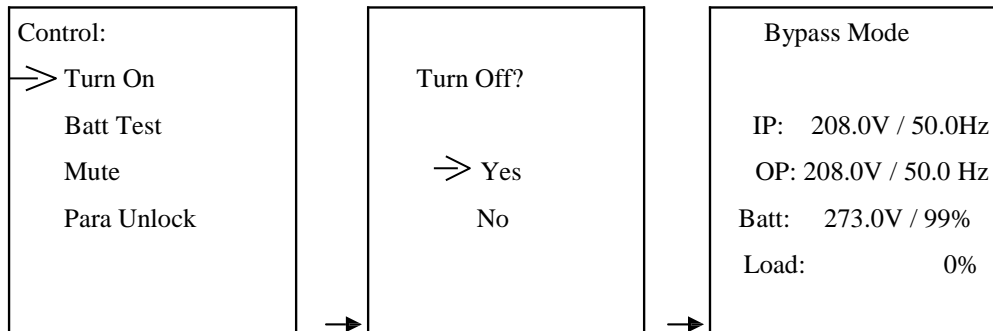 Control:
Turn On
Batt Test
Mute
Para Unlock
Turn Off?
Yes
No
Bypass Mode
IP: 208.0V / 50.0Hz
OP: 208.0V / 50.0 Hz
Batt: 273.0V / 99%
Load: 0%